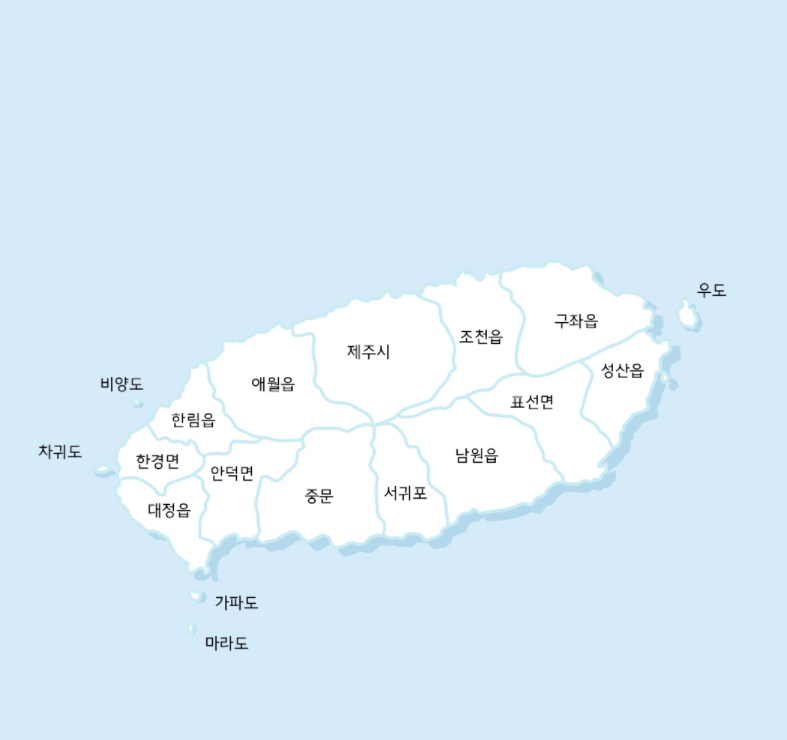 우도
구좌읍
조천읍
제주시
성산읍
비양도
애월읍
표선면
한림읍
차귀도
한경면
안덕면
남원읍
중문
서귀포
대정읍
가파도
마라도